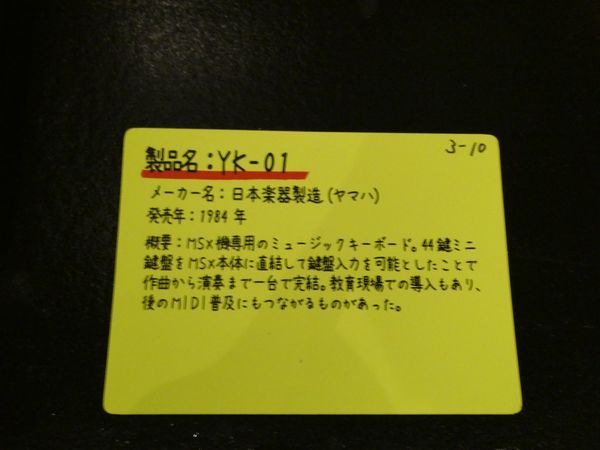 3-10
製品名:YK-01
メーカー名:日本楽器製造(ヤマハ)
発売年:1984年
概要:MSX機専用のミュージックキーボード。44鍵ミニ
鍵盤をMSX本体に直結して鍵盤入力を可能としたことで
作曲から演奏まで一台で完結。教育現場での導入もあり、
後のMIDI普及にもつながるものがあった。